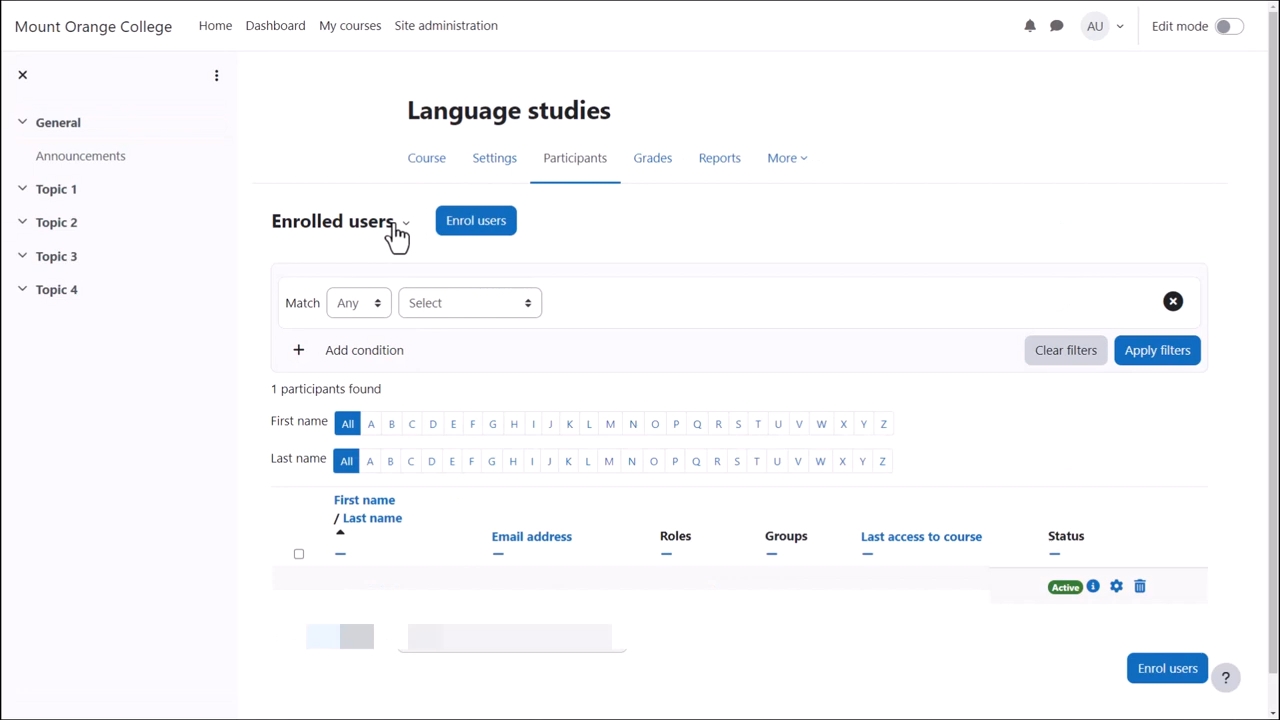 Mount Orange College Home Dashboard My courses Site administration AU Edit mode
General
Announcements
Topic 1
Topic 2
Topic 3
Topic 4
Language studies
Course Settings Participants Grades Reports More
Enrolled users Enrol users
Match Any Select
Add condition Clear filters Apply filters
1 participants found
First name All A B C D E F G H I J K L M N O P Q R S T U V W X Y Z
Last name All A B C D E F G H I J K L M N O P Q R S T U V W X Y Z
First name
/ Last name
Email address Roles Groups Last access to course Status
Active
Enrol users
?